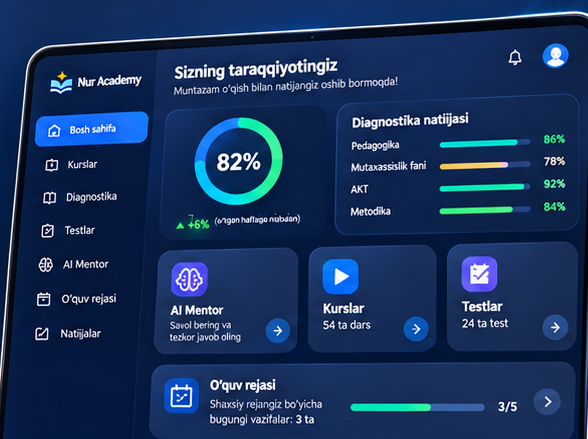 Nur Academy
Bosh sahifa
Kurslar
Diagnostika
Testlar
AI Mentor
O'quv rejasi
Natijalar
Sizning taraqqiyotingiz
Muntazam o'qish bilan natijangiz oshib bormoqda!
82%
▲ +6% (o'tgan haftaga nisbatan)
Diagnostika natijasi
Pedagogika 86%
Mutaxassislik fani 78%
AKT 92%
Metodika 84%
AI Mentor
Savol bering va
tezkor javob oling
Kurslar
54 ta dars
Testlar
24 ta test
O'quv rejasi
Shaxsiy rejangiz bo'yicha
bugungi vazifalar: 3 ta
3/5